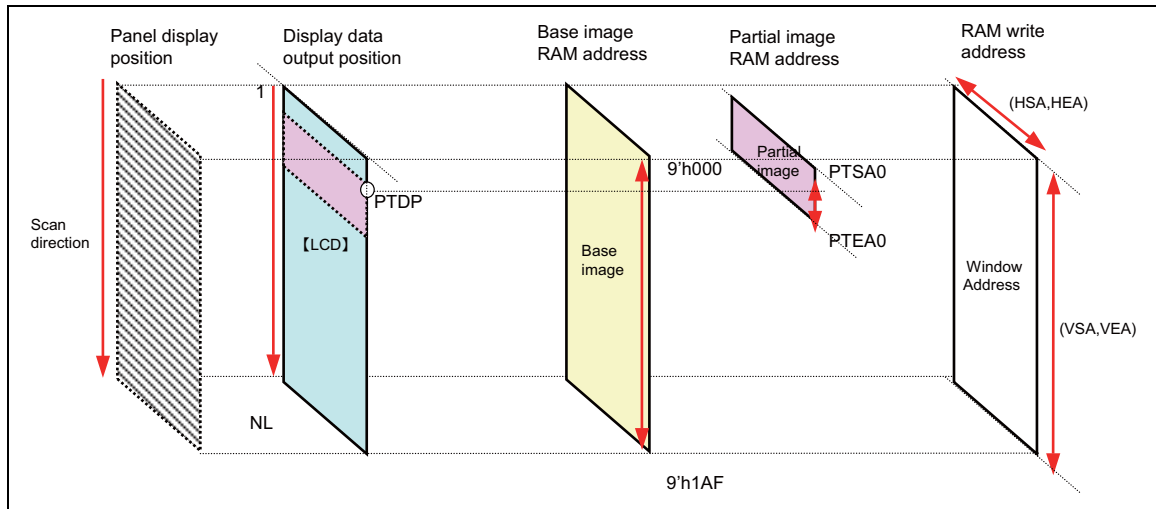 Panel display
position
Display data
output position
Base image
RAM address
Partial image
RAM address
RAM write
address
1
(HSA,HEA)
9'h000
Partial
image
PTSA0
PTDP
Scan
direction
PTEA0
【LCD】
Base
image
Window
Address
(VSA,VEA)
NL
9'h1AF